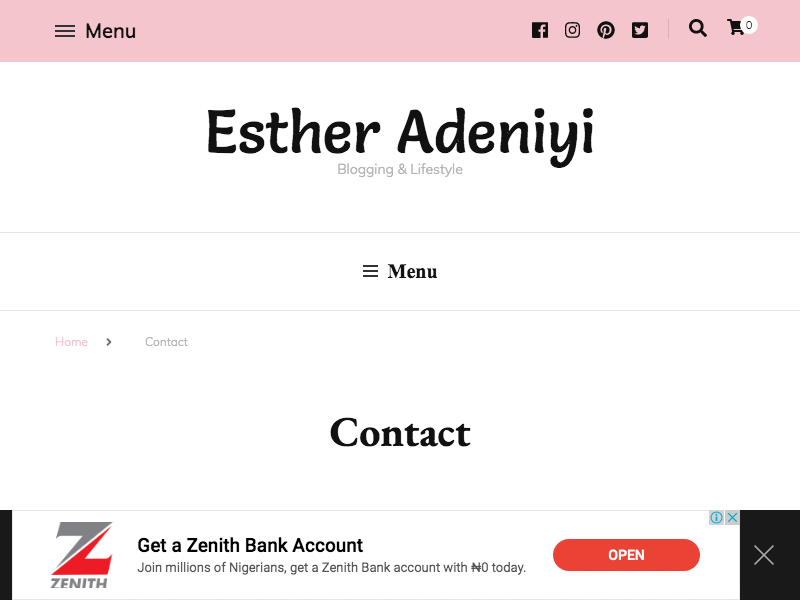 Menu
0
Esther Adeniyi
Blogging & Lifestyle
Menu
Home
Contact
Contact
ZENITH
Get a Zenith Bank Account
Join millions of Nigerians, get a Zenith Bank account with ₦0 today.
OPEN